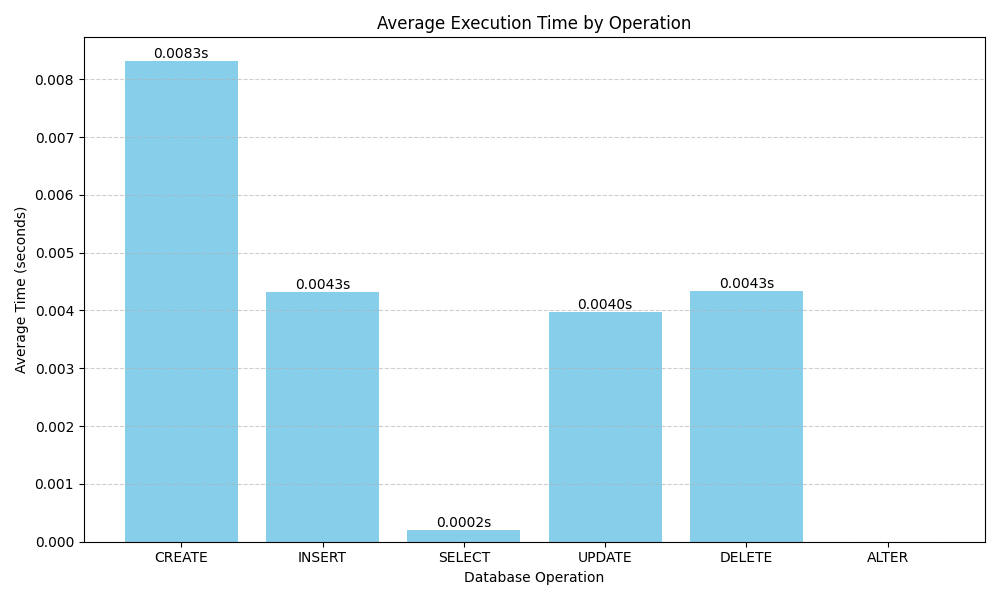 Average Execution Time by Operation
0.0083s
0.0043s
0.0002s
0.0040s
0.0043s
0.008
0.007
0.006
0.005
0.004
0.003
0.002
0.001
0.000
Average Time (seconds)
CREATE INSERT SELECT UPDATE DELETE ALTER
Database Operation